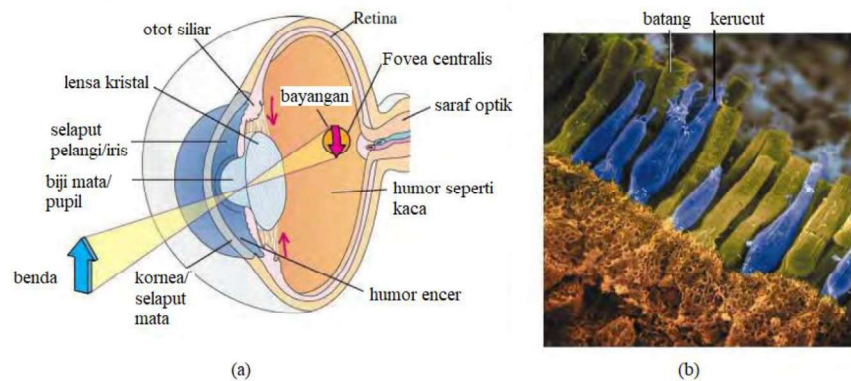 otot siliar
Retina
lensa kristal
Fovea centralis
bayangan
saraf optik
selaput
pelangi/iris
biji mata/
pupil
humor seperti
kaca
benda
kornea/
selaput
mata
humor encer
(a)
batang
kerucut
(b)